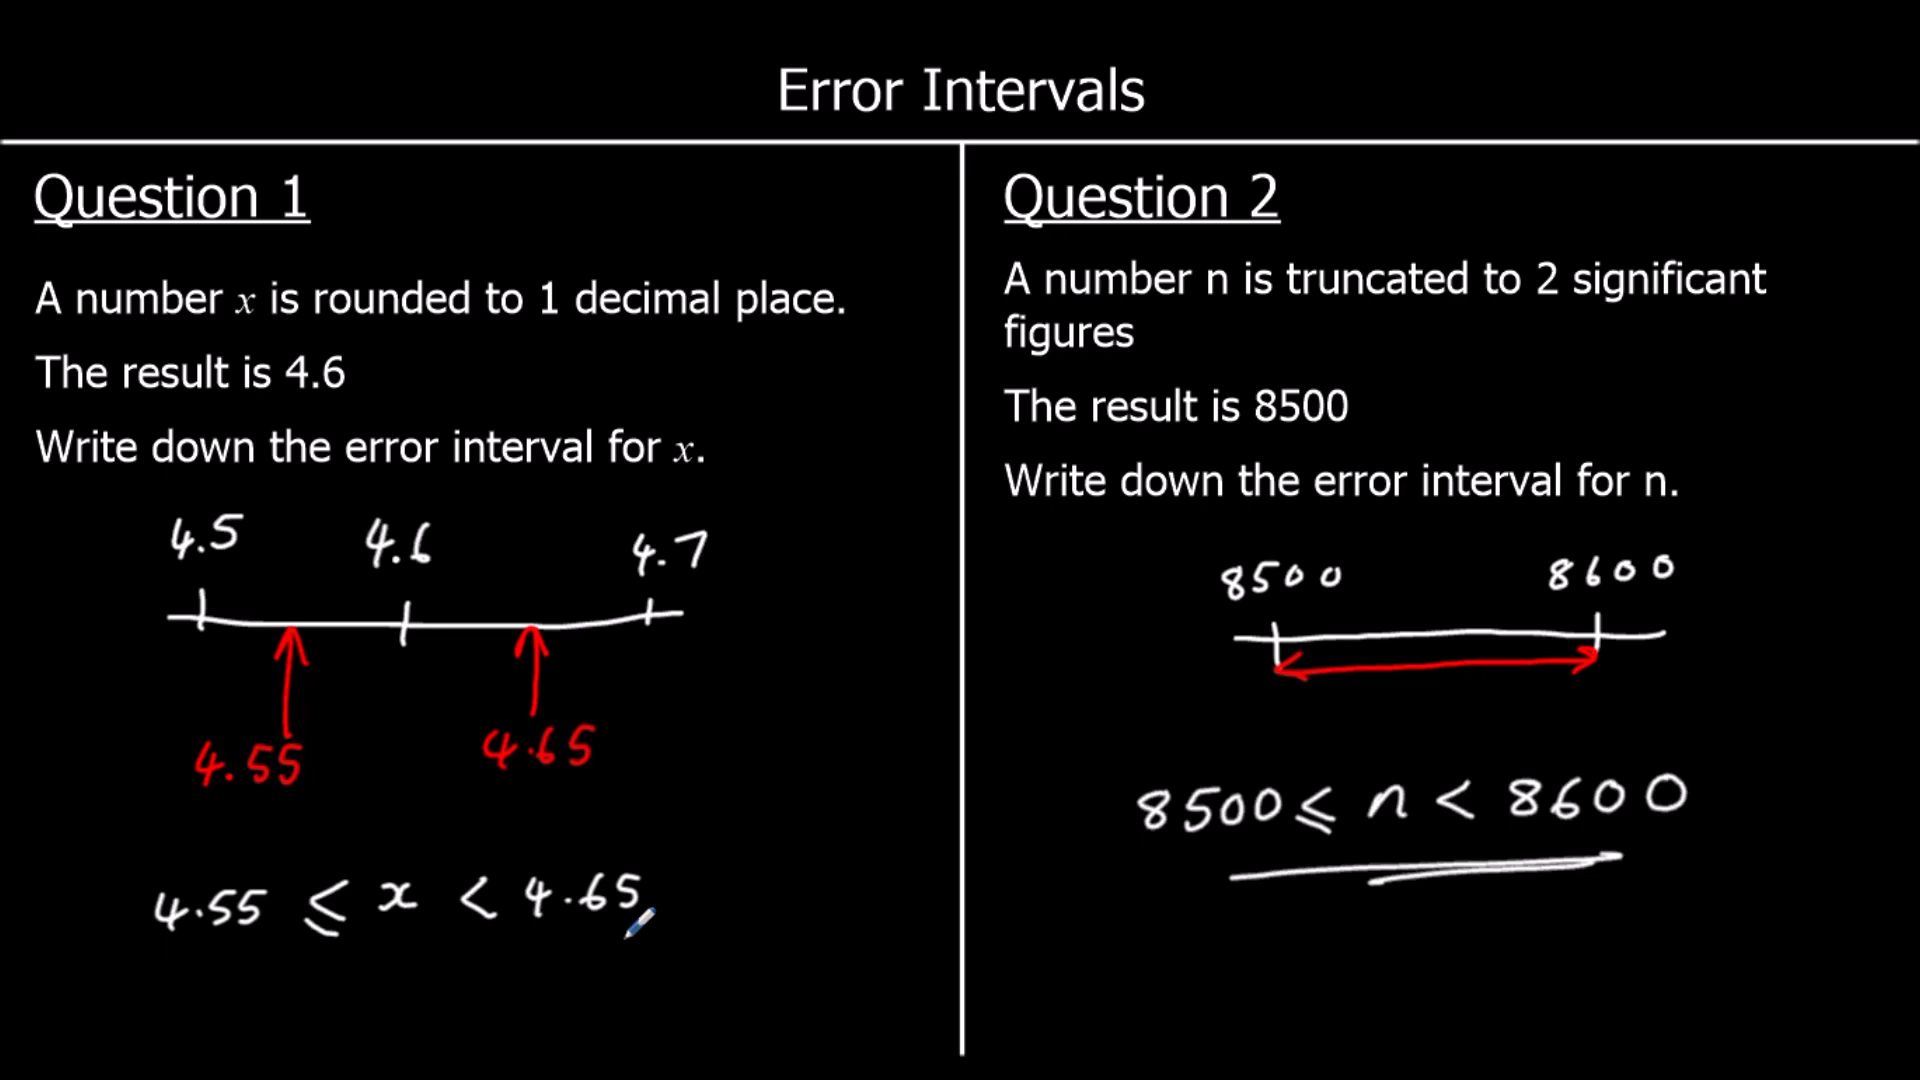 Error Intervals
Question 1
A number x is rounded to 1 decimal place.
The result is 4.6
Write down the error interval for x.
4.5 4.6 4.7
4.55 4.65
4.55 ≤ x < 4.65
Question 2
A number n is truncated to 2 significant
figures
The result is 8500
Write down the error interval for n.
8500 8600
8500 ≤ n < 8600